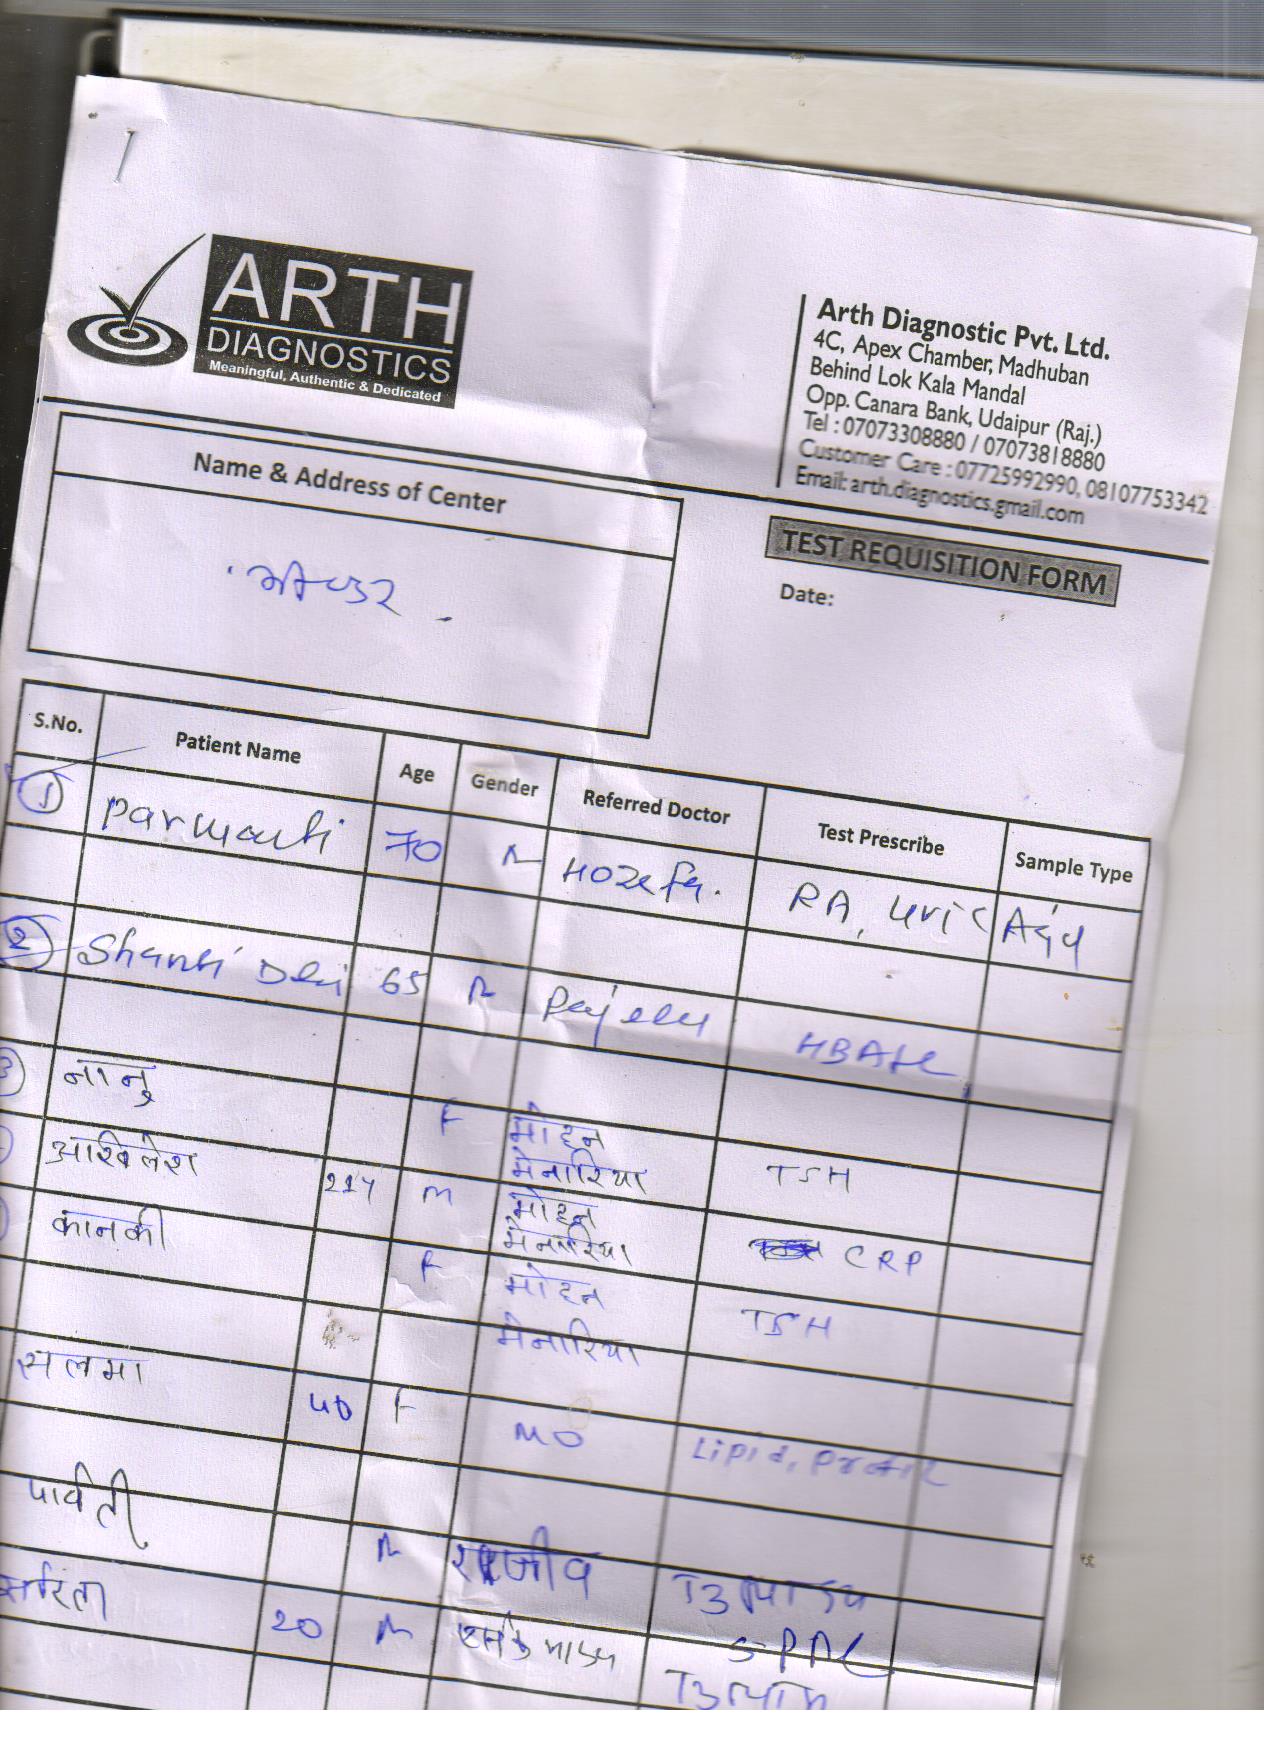 ARTH
DIAGNOSTICS
Meaningful, Authentic & Dedicated
Arth Diagnostic Pvt. Ltd.
4C, Apex Chamber, Madhuban
Behind Lok Kala Mandal
Opp. Canara Bank, Udaipur (Raj.)
Tel : 07073308880 / 07073818880
Customer Care : 07725992990, 08107753342
Email: arth.diagnostics.gmail.com
Name & Address of Center
TEST REQUISITION FORM
Date:
S.No. Patient Name Age Gender Referred Doctor Test Prescribe Sample Type
1 70 Hozefa. RA, Uric Acid
2 Shanti Devi 65
3 नानु F मोहन मेनारिया TSH
अखिलेश M मोहन मेनारिया CRP
कानकी F मोहन मेनारिया TSH
सलमा 40 F MO Lipid, Profil
पार्वती राजीव
सरिता 20